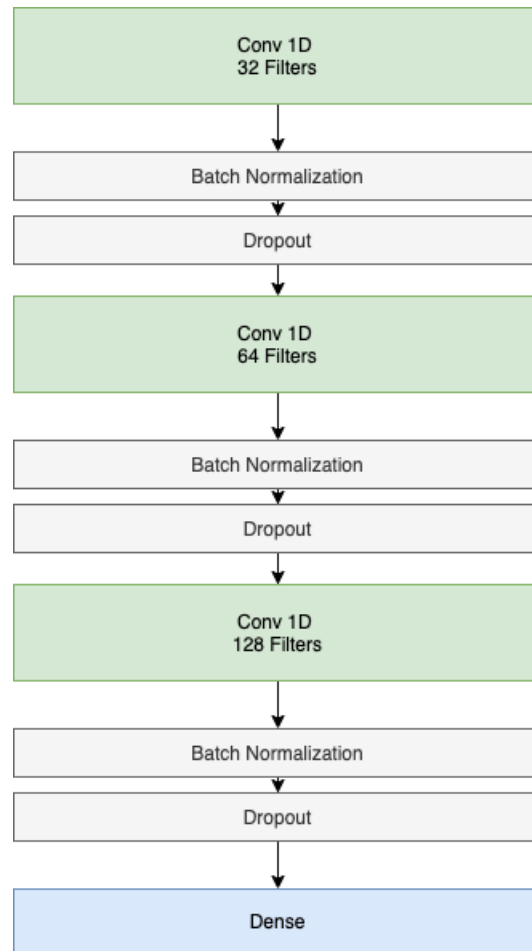 Conv 1D
32 Filters
Batch Normalization
Dropout
Conv 1D
64 Filters
Batch Normalization
Dropout
Conv 1D
128 Filters
Batch Normalization
Dropout
Dense